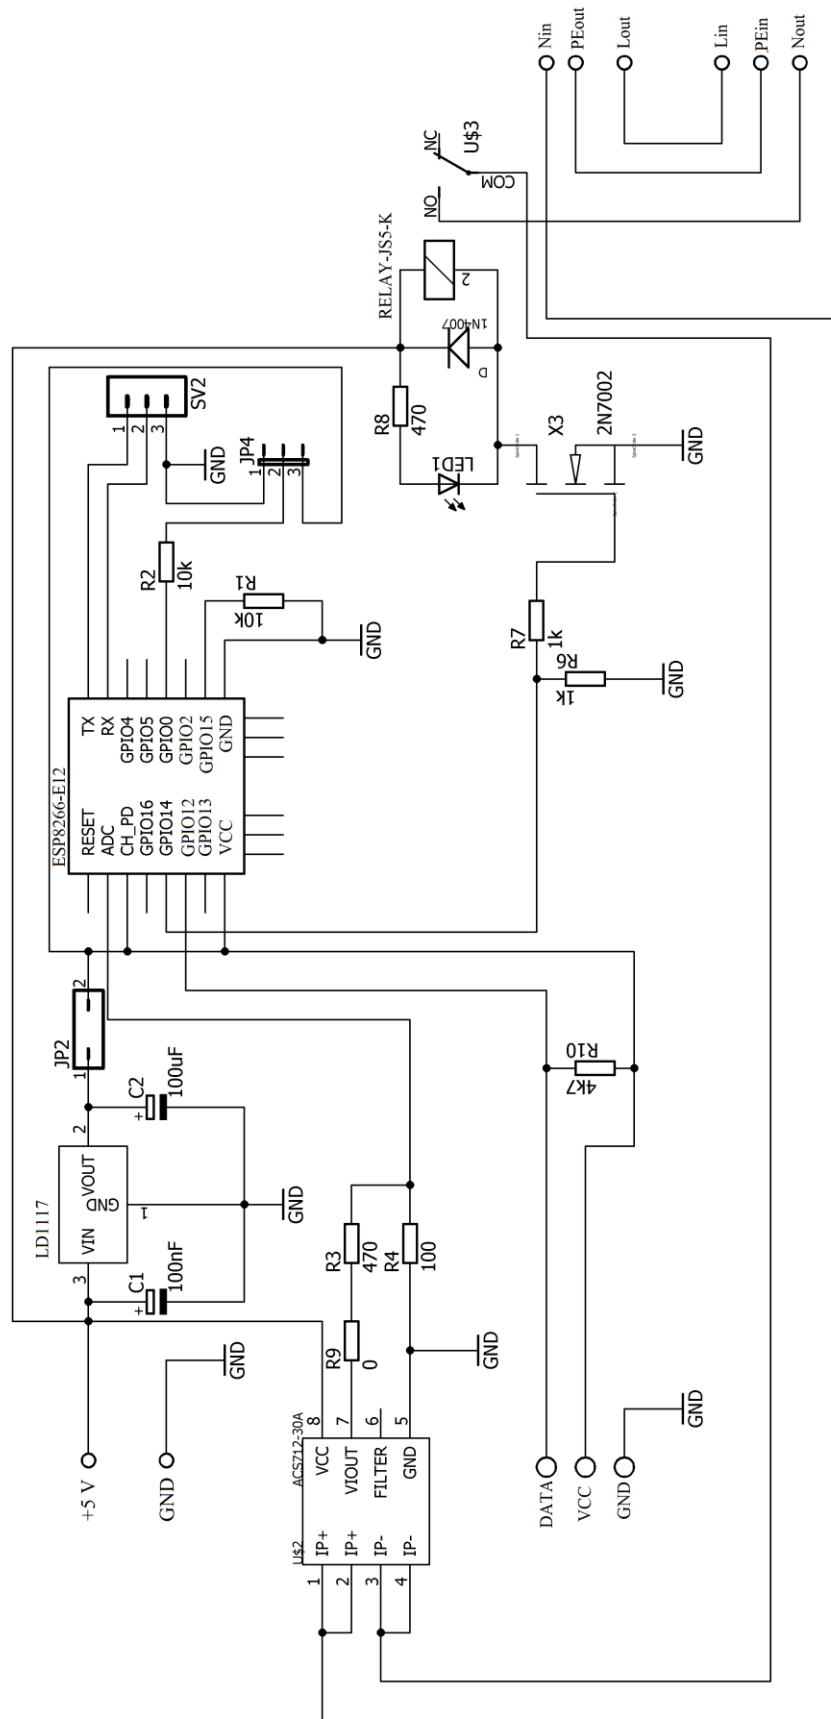 Nin
PEout
Lout
Lin
PEin
Nout
NC
U$3
COM
NO
RELAY-JS5-K
2
1N4007
D
SV2
1
2
3
GND
JP4
1
2
3
R8
470
LED1
X3
2N7002
GND
R2
10k
R1
10k
GND
R7
1k
R6
1k
GND
ESP8266-E12
TX
RX
GPIO4
GPIO5
GPIO0
GPIO2
GPIO15
GND
RESET
ADC
CH_PD
GPIO16
GPIO14
GPIO12
GPIO13
VCC
JP2
1
2
C2
+
100uF
R10
4k7
LD1117
VIN
VOUT
GND
3
2
1
C1
+
100nF
GND
R3
470
R4
100
R9
0
GND
GND
+5 V
GND
ACS712-30A
U$2
VCC
VIOUT
FILTER
GND
8
7
6
5
IP+
IP+
IP-
IP-
1
2
3
4
DATA
VCC
GND
GND